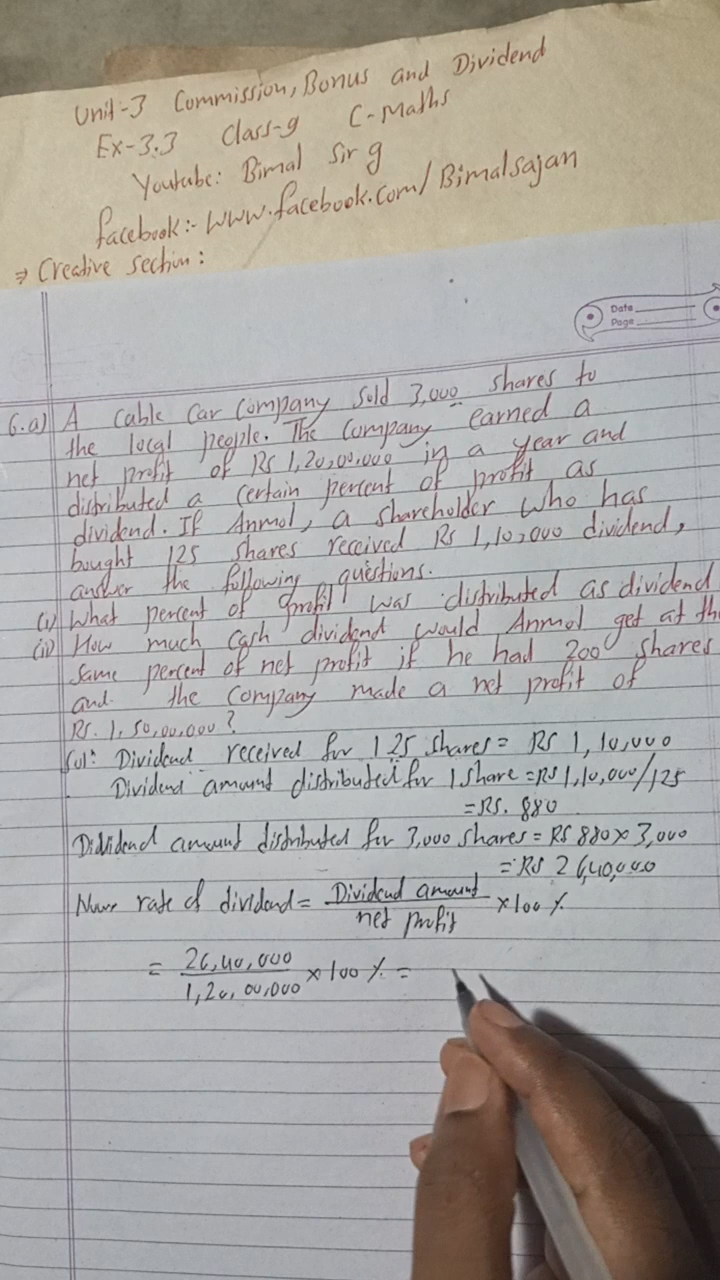 Unit-3 Commission, Bonus and Dividend
Ex-3.3 Class-9 C-Maths
Youtube: Bimal Sir g
facebook:- www.facebook.com/Bimalsajan
⇒ Creative section:
Date
Page
6.a) A cable car company sold 3,000 shares to
the local people. The company earned a
net profit of Rs 1,20,00,000 in a year and
distributed a certain percent of profit as
dividend. If Anmol, a shareholder who has
bought 125 shares received Rs 1,10,000 dividend,
answer the following questions.
(i) What percent of profit was distributed as dividend
(ii) How much cash dividend would Anmol get at the
same percent of net profit if he had 200 shares
and the company made a net profit of
Rs. 1,50,00,000?
Sol: Dividend received for 125 shares = Rs 1,10,000
Dividend amount distributed for 1 share = Rs 1,10,000/125
= Rs. 880
Dividend amount distributed for 3,000 shares = Rs 880 × 3,000
= Rs 26,40,000
Now rate of dividend = Dividend amount / net profit × 100 %
= 26,40,000 / 1,20,00,000 × 100 % =